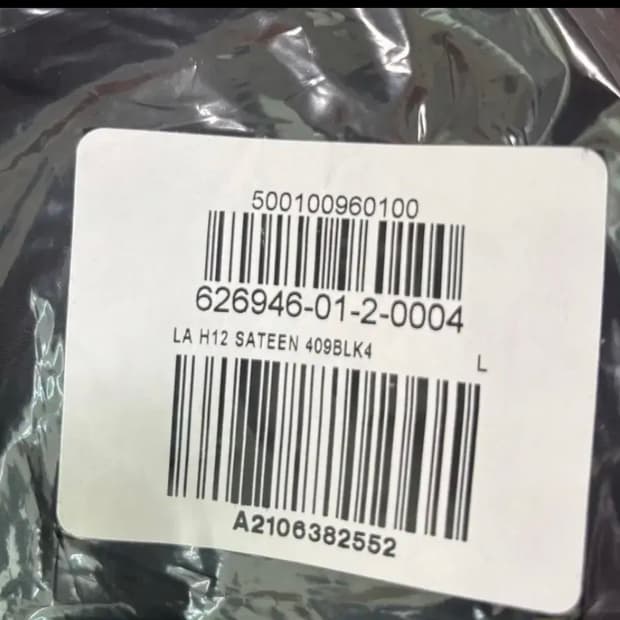 500100960100
626946-01-2-0004
LA H12 SATEEN 409BLK4
L
A2106382552